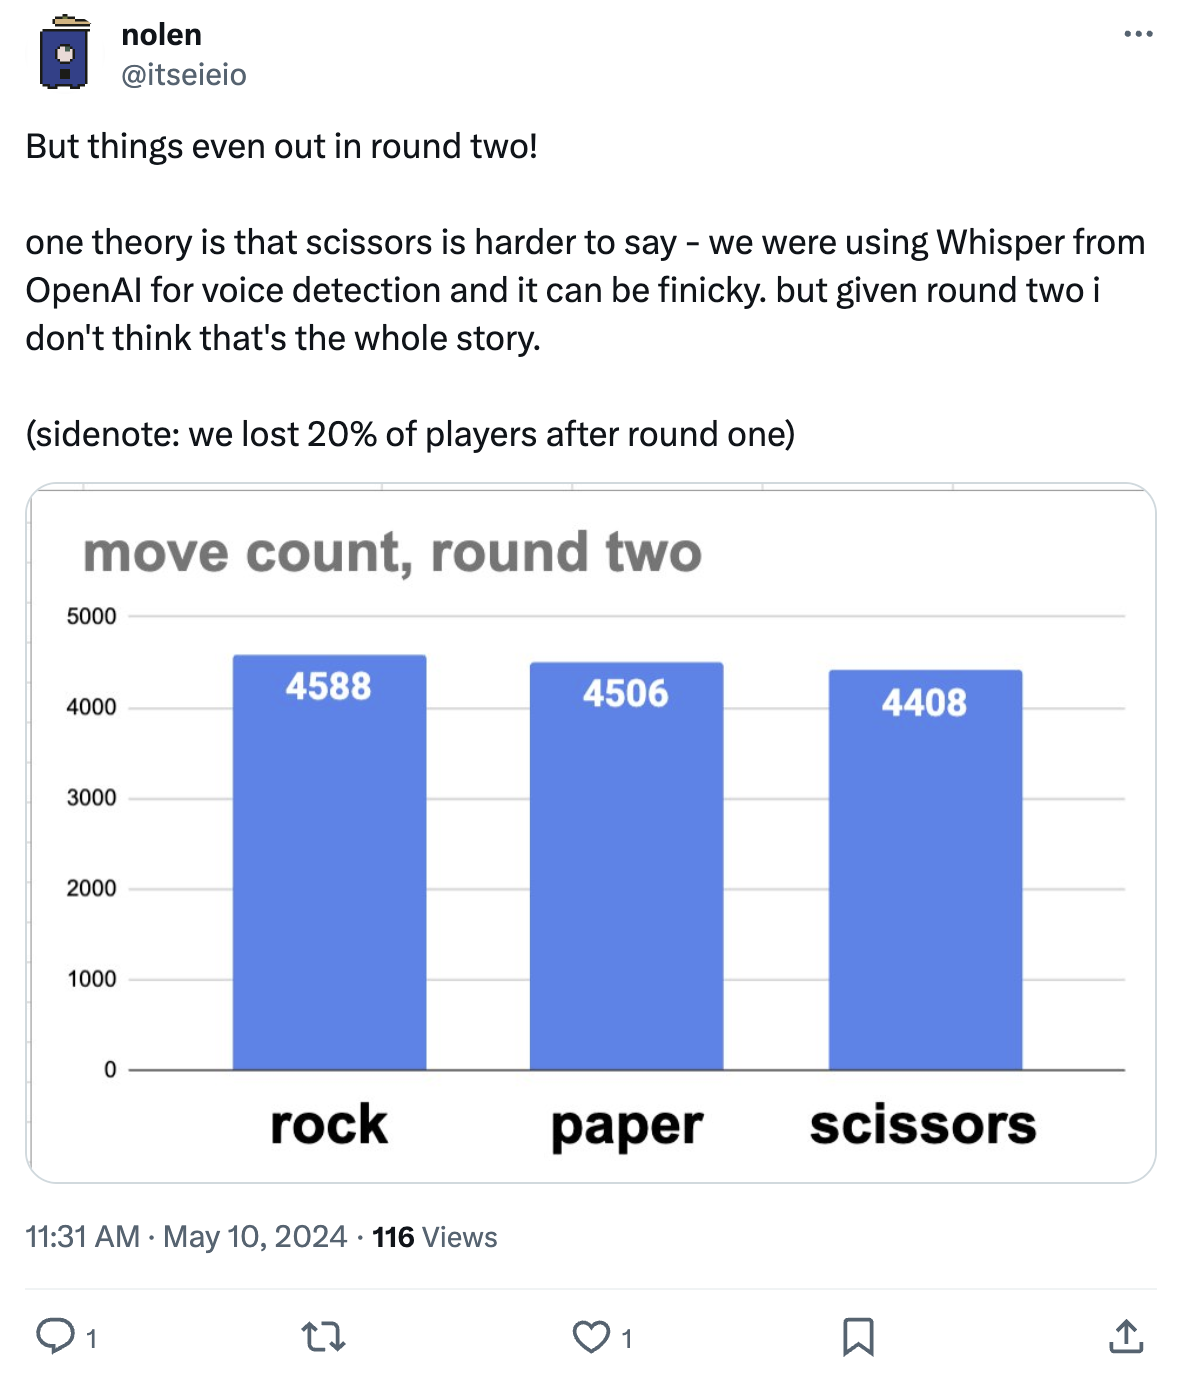 nolen
@itseieio
But things even out in round two!
one theory is that scissors is harder to say - we were using Whisper from
OpenAI for voice detection and it can be finicky. but given round two i
don't think that's the whole story.
(sidenote: we lost 20% of players after round one)
move count, round two
5000
4000
3000
2000
1000
0
4588
4506
4408
rock
paper
scissors
11:31 AM · May 10, 2024 · 116 Views
1
1